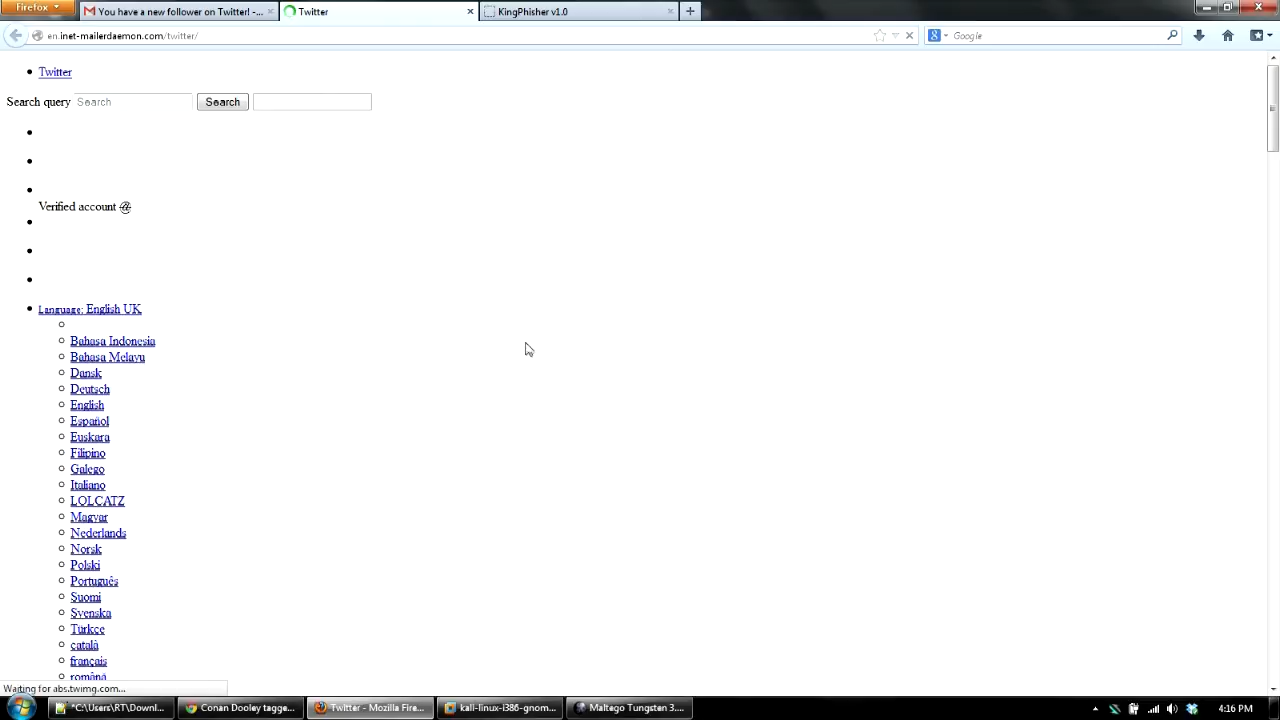 Firefox
You have a new follower on Twitter! -...
Twitter
KingPhisher v1.0
en.inet-mailerdaemon.com/twitter/
Google
Twitter
Search query Search Search
Verified account @
Language: English UK
Bahasa Indonesia
Bahasa Melayu
Dansk
Deutsch
English
Español
Euskara
Filipino
Galego
Italiano
LOLCATZ
Magyar
Nederlands
Norsk
Polski
Português
Suomi
Svenska
Türkçe
català
français
română
Waiting for abs.twimg.com...
*C:\Users\RT\Downl...
Conan Dooley tagge...
Twitter - Mozilla Fire...
kali-linux-i386-gnom...
Maltego Tungsten 3....
4:16 PM